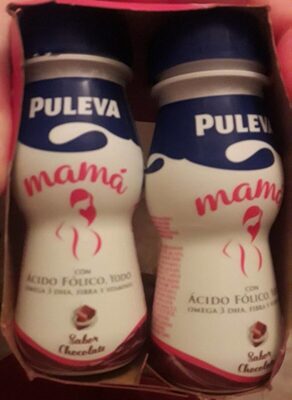 PULEVA
mamá
CON
ÁCIDO FÓLICO, YODO
OMEGA 3 DHA, FIBRA Y VITAMINAS
Sabor
Chocolate
PULEVA
mamá
CON
ÁCIDO FÓLICO, YODO
OMEGA 3 DHA, FIBRA Y
Sabor
Chocolate